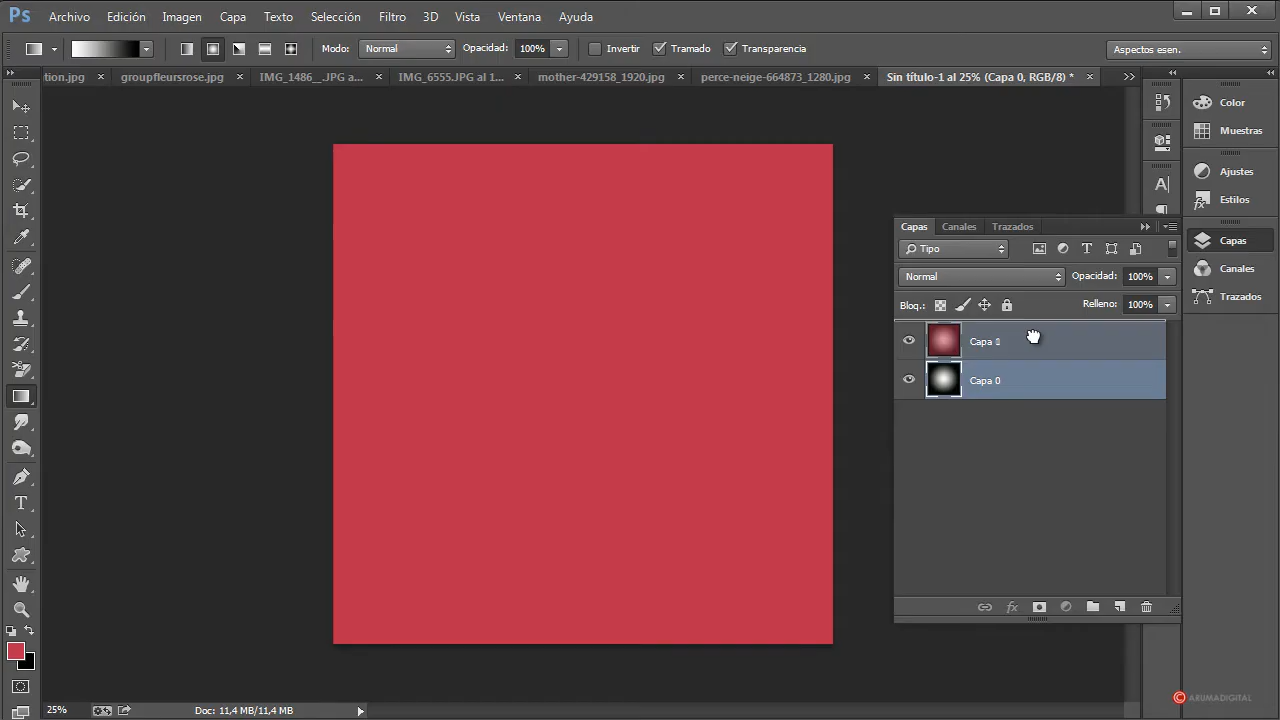 Ps Archivo Edición Imagen Capa Texto Selección Filtro 3D Vista Ventana Ayuda
Modo: Normal Opacidad: 100% Invertir Tramado Transparencia Aspectos esen.
tion.jpg × groupfleursrose.jpg × IMG_1486__.JPG a... × IMG_6555.JPG al 1... × mother-429158_1920.jpg × perce-neige-664873_1280.jpg × Sin título-1 al 25% (Capa 0, RGB/8) * ×
Color
Muestras
Ajustes
Estilos
Capas
Canales
Trazados
Capas Canales Trazados
Tipo
Normal Opacidad: 100%
Bloq.: Relleno: 100%
Capa
Capa 0
fx
25% Doc: 11,4 MB/11,4 MB
© ARUMADIGITAL